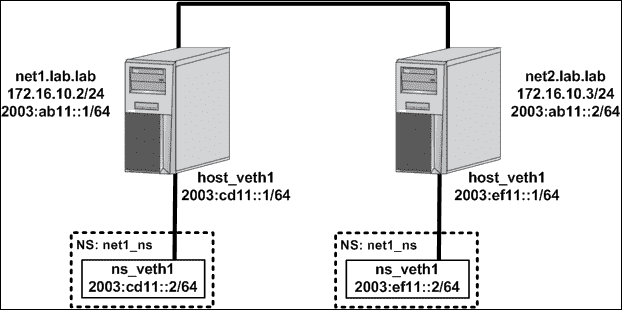 net1.lab.lab
172.16.10.2/24
2003:ab11::1/64
net2.lab.lab
172.16.10.3/24
2003:ab11::2/64
host_veth1
2003:cd11::1/64
host_veth1
2003:ef11::1/64
NS: net1_ns
ns_veth1
2003:cd11::2/64
NS: net1_ns
ns_veth1
2003:ef11::2/64